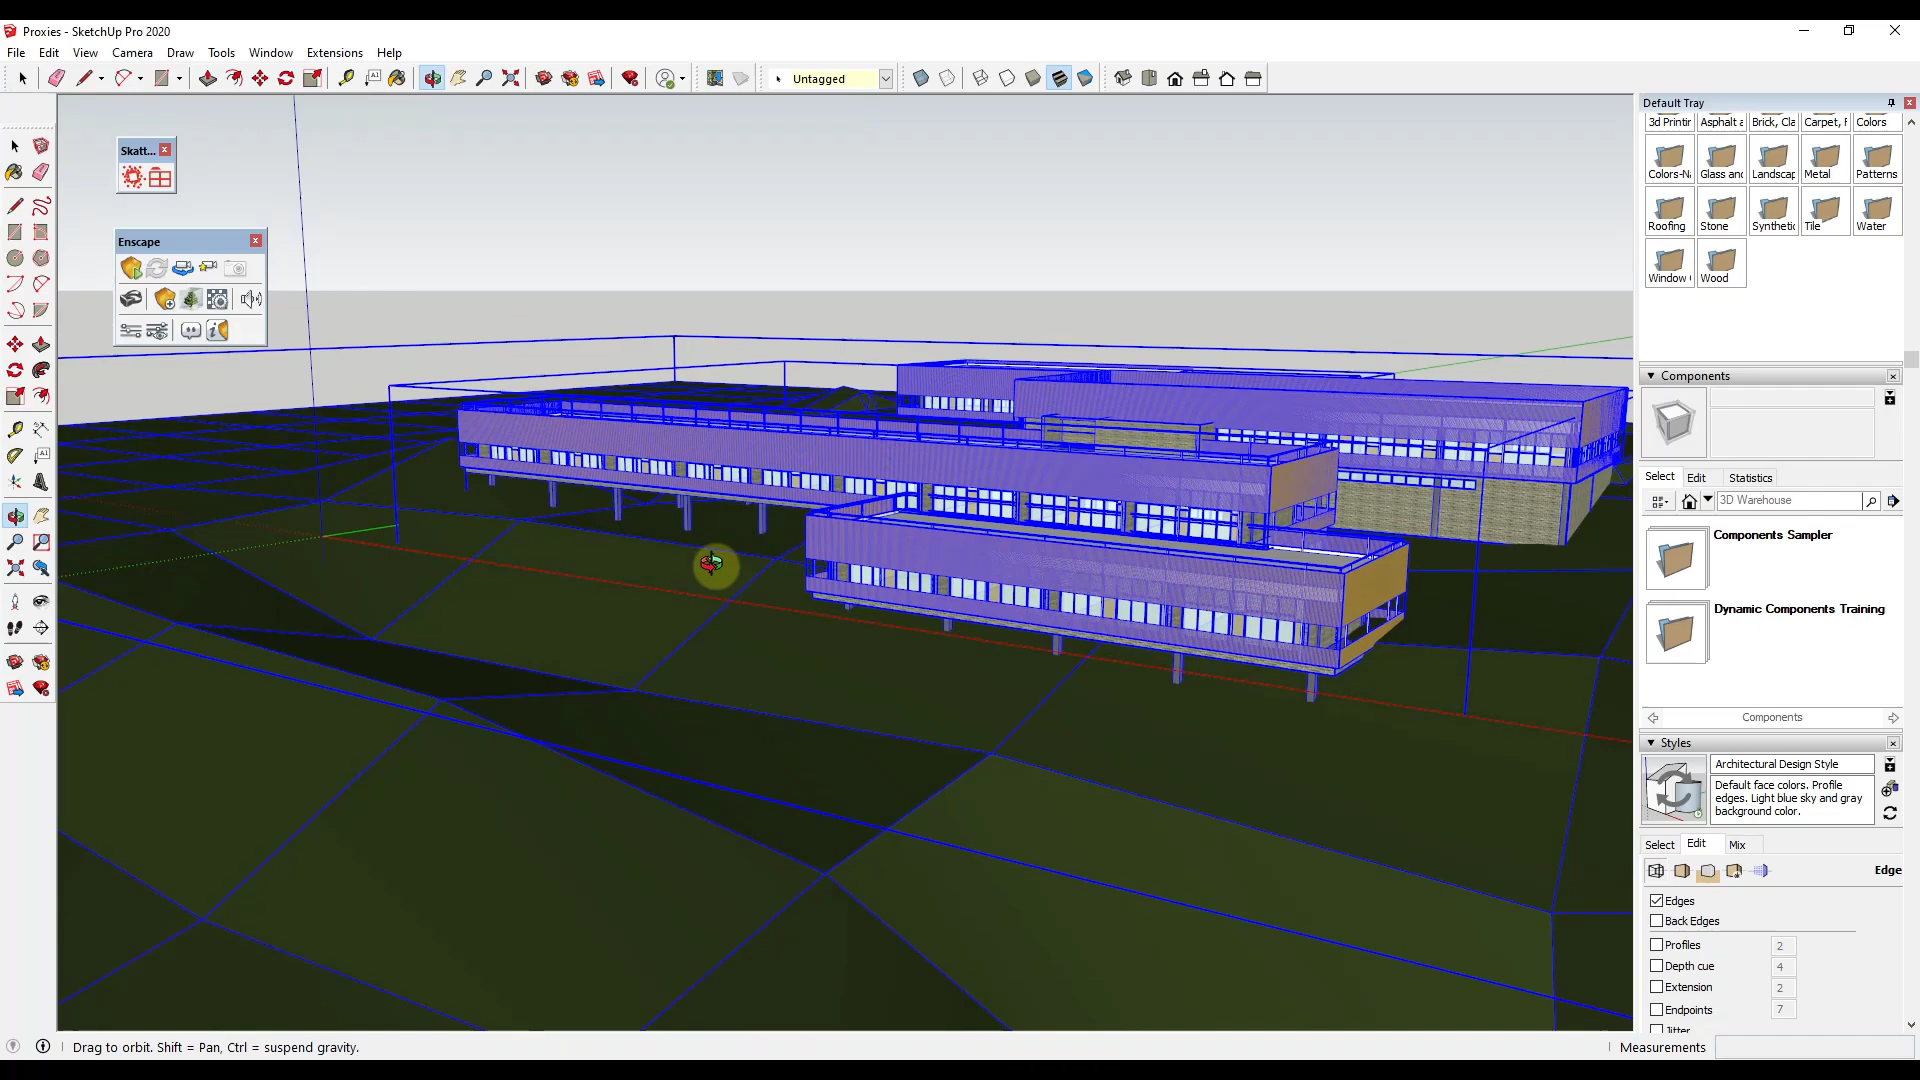 Proxies - SketchUp Pro 2020
File Edit View Camera Draw Tools Window Extensions Help
Untagged
Skatt...
Enscape
Default Tray
3d Printir Asphalt a Brick, Cla Carpet, F Colors
Colors-Na Glass and Landscap Metal Patterns
Roofing Stone Synthetic Tile Water
Window Wood
Components
Select Edit Statistics
3D Warehouse
Components Sampler
Dynamic Components Training
Components
Styles
Architectural Design Style
Default face colors. Profile
edges. Light blue sky and gray
background color.
Select Edit Mix
Edge
Edges
Back Edges
Profiles 2
Depth cue 4
Extension 2
Endpoints 7
Jitter
Drag to orbit. Shift = Pan, Ctrl = suspend gravity.
Measurements